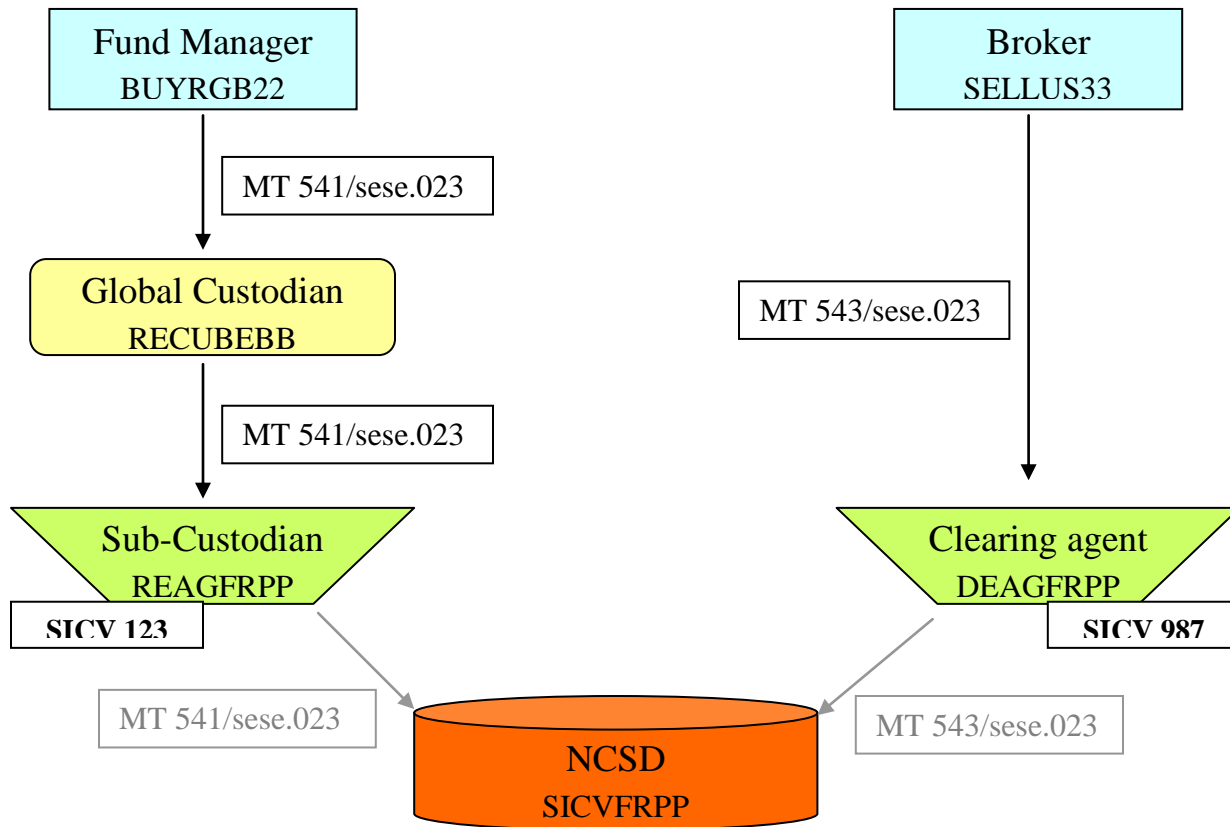 Fund Manager
BUYRGB22
Broker
SELLUS33
MT 541/sese.023
Global Custodian
RECUBEBB
MT 543/sese.023
MT 541/sese.023
Sub-Custodian
REAGFRPP
SICV 123
Clearing agent
DEAGFRPP
SICV 987
MT 541/sese.023
MT 543/sese.023
NCSD
SICVFRPP